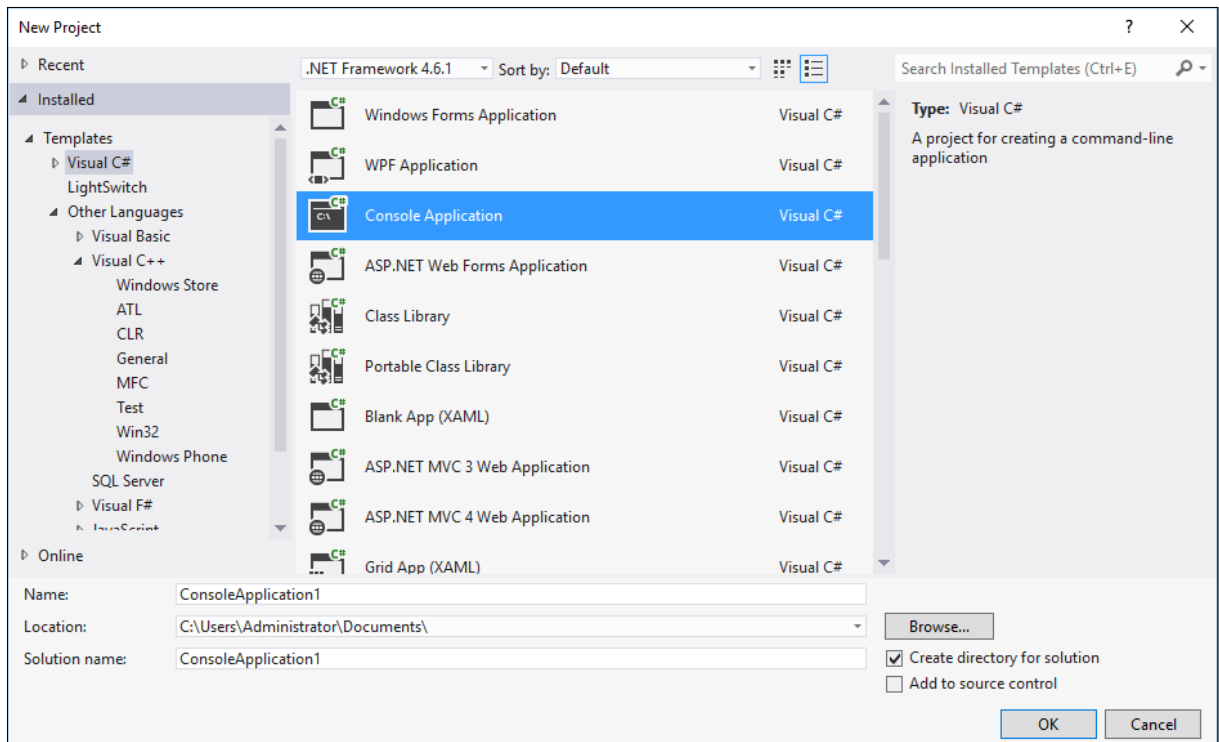 New Project
?
Recent
.NET Framework 4.6.1
Sort by: Default
Search Installed Templates (Ctrl+E)
Installed
Templates
Visual C#
LightSwitch
Other Languages
Visual Basic
Visual C++
Windows Store
ATL
CLR
General
MFC
Test
Win32
Windows Phone
SQL Server
Visual F#
JavaScript
Online
C# Windows Forms Application Visual C#
C# WPF Application Visual C#
C# C:\ Console Application Visual C#
C# ASP.NET Web Forms Application Visual C#
C# Class Library Visual C#
C# Portable Class Library Visual C#
C# Blank App (XAML) Visual C#
C# ASP.NET MVC 3 Web Application Visual C#
C# ASP.NET MVC 4 Web Application Visual C#
C# Grid App (XAML) Visual C#
Type: Visual C#
A project for creating a command-line
application
Name: ConsoleApplication1
Location: C:\Users\Administrator\Documents\
Browse...
Solution name: ConsoleApplication1
Create directory for solution
Add to source control
OK
Cancel